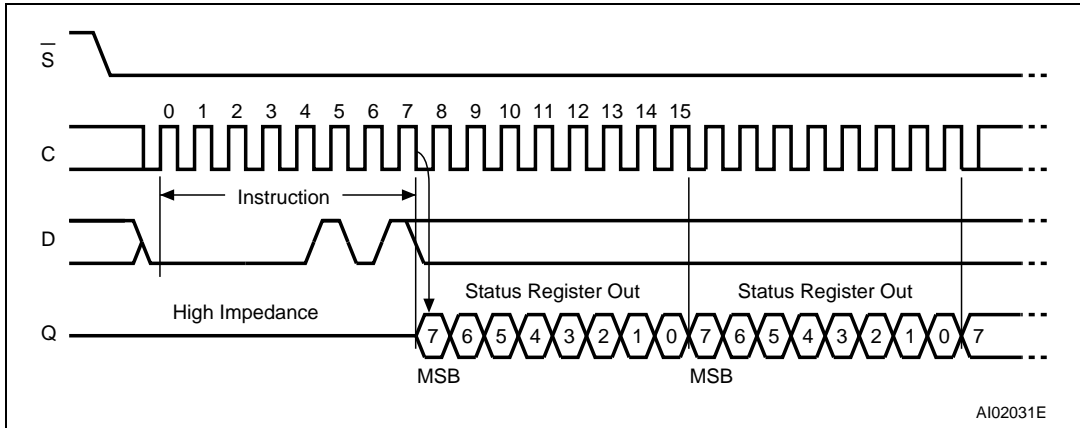 S
0 1 2 3 4 5 6 7 8 9 10 11 12 13 14 15
C
Instruction
D
High Impedance
Status Register Out Status Register Out
Q
7 6 5 4 3 2 1 0 7 6 5 4 3 2 1 0 7
MSB MSB
AI02031E